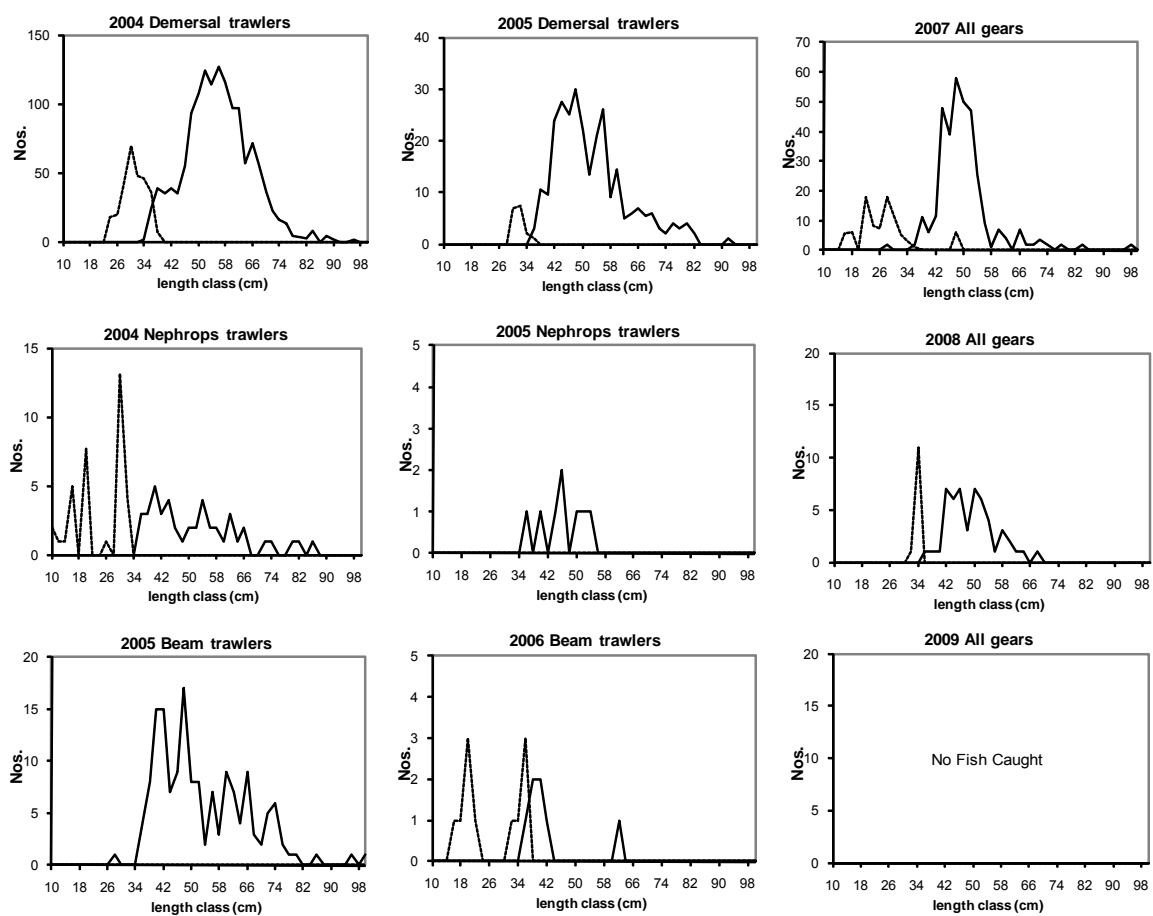 2004 Demersal trawlers
150
100
50
0
Nos.
10 18 26 34 42 50 58 66 74 82 90 98
length class (cm)
2005 Demersal trawlers
40
30
20
10
0
Nos.
10 18 26 34 42 50 58 66 74 82 90 98
length class (cm)
2007 All gears
70
60
50
40
30
20
10
0
Nos.
10 18 26 34 42 50 58 66 74 82 90 98
length class (cm)
2004 Nephrops trawlers
15
10
5
0
Nos.
10 18 26 34 42 50 58 66 74 82 90 98
length class (cm)
2005 Nephrops trawlers
5
4
3
2
1
0
Nos.
10 18 26 34 42 50 58 66 74 82 90 98
length class (cm)
2008 All gears
20
15
10
5
0
Nos.
10 18 26 34 42 50 58 66 74 82 90 98
length class (cm)
2005 Beam trawlers
20
15
10
5
0
Nos.
10 18 26 34 42 50 58 66 74 82 90 98
length class (cm)
2006 Beam trawlers
5
4
3
2
1
0
Nos.
10 18 26 34 42 50 58 66 74 82 90 98
length class (cm)
2009 All gears
20
15
10
5
0
Nos.
No Fish Caught
10 18 26 34 42 50 58 66 74 82 90 98
length class (cm)